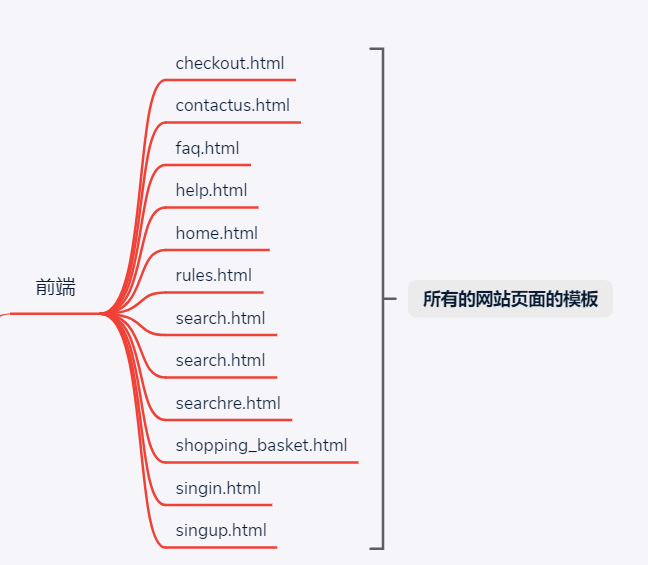 checkout.html
contactus.html
faq.html
help.html
home.html
前端
rules.html
所有的网站页面的模板
search.html
search.html
searchre.html
shopping_basket.html
singin.html
singup.html